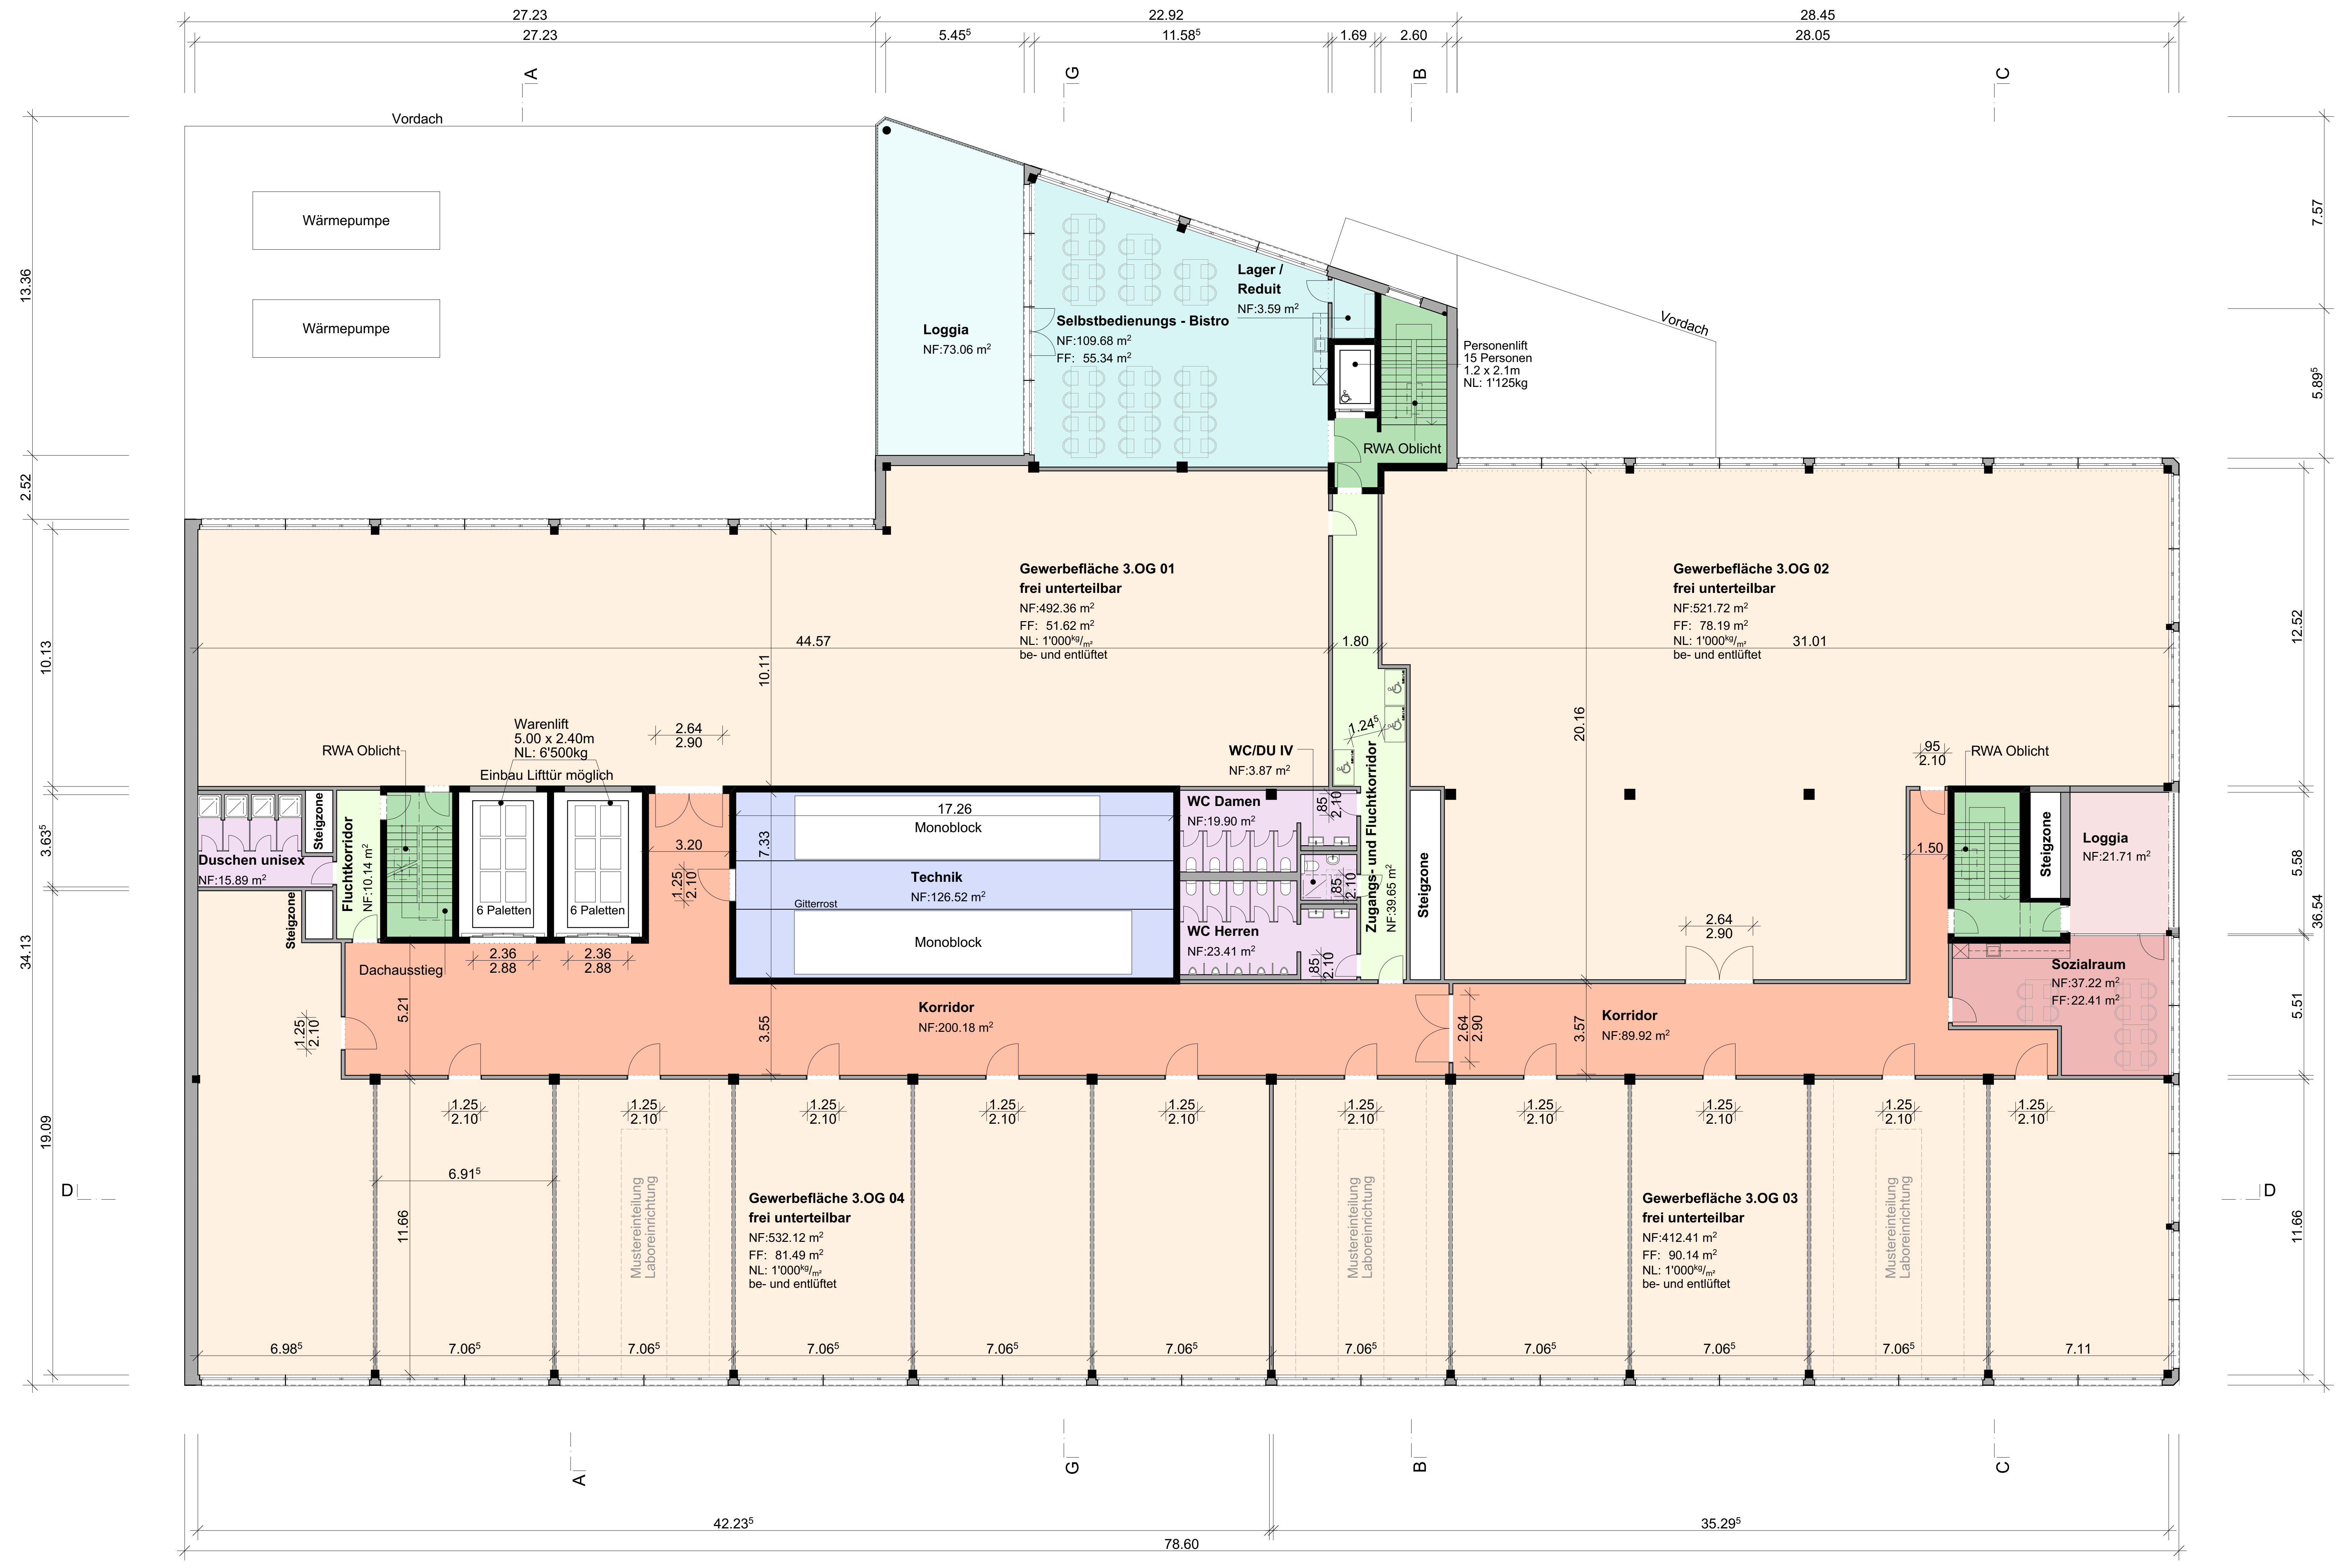 27.23
22.92
28.45
27.23
5.45⁵
11.58⁵
1.69
2.60
28.05
A
G
B
C
Vordach
Wärmepumpe
Wärmepumpe
13.36
2.52
10.13
3.63⁵
34.13
19.09
7.57
5.89⁵
12.52
5.58
36.54
5.51
11.66
Loggia
NF:73.06 m²
Selbstbedienungs - Bistro
NF:109.68 m²
FF: 55.34 m²
Lager /
Reduit
NF:3.59 m²
Vordach
Personenlift
15 Personen
1.2 x 2.1m
NL: 1'125kg
RWA Oblicht
Gewerbefläche 3.OG 01
frei unterteilbar
NF:492.36 m²
FF: 51.62 m²
NL: 1'000kg/m²
be- und entlüftet
Gewerbefläche 3.OG 02
frei unterteilbar
NF:521.72 m²
FF: 78.19 m²
NL: 1'000kg/m²
be- und entlüftet
44.57
10.11
1.80
31.01
20.16
1.24⁵
Warenlift
5.00 x 2.40m
NL: 6'500kg
Einbau Lifttür möglich
RWA Oblicht
2.64
2.90
WC/DU IV
NF:3.87 m²
95
2.10
RWA Oblicht
Steigzone
Duschen unisex
NF:15.89 m²
Steigzone
Fluchtkorridor
NF:10.14 m²
6 Paletten
6 Paletten
2.36
2.88
2.36
2.88
Dachausstieg
3.20
1.25
2.10
17.26
Monoblock
7.33
Technik
NF:126.52 m²
Gitterrost
Monoblock
WC Damen
NF:19.90 m²
85
2.10
85
2.10
WC Herren
NF:23.41 m²
85
2.10
Zugangs- und Fluchtkorridor
NF:39.65 m²
Steigzone
1.50
Steigzone
Loggia
NF:21.71 m²
2.64
2.90
Sozialraum
NF:37.22 m²
FF:22.41 m²
1.25
2.10
5.21
3.55
Korridor
NF:200.18 m²
2.64
2.90
3.57
Korridor
NF:89.92 m²
1.25
2.10
1.25
2.10
1.25
2.10
1.25
2.10
1.25
2.10
1.25
2.10
1.25
2.10
1.25
2.10
1.25
2.10
1.25
2.10
6.91⁵
11.66
D
D
Mustereinteilung
Laboreinrichtung
Gewerbefläche 3.OG 04
frei unterteilbar
NF:532.12 m²
FF: 81.49 m²
NL: 1'000kg/m²
be- und entlüftet
Mustereinteilung
Laboreinrichtung
Gewerbefläche 3.OG 03
frei unterteilbar
NF:412.41 m²
FF: 90.14 m²
NL: 1'000kg/m²
be- und entlüftet
Mustereinteilung
Laboreinrichtung
6.98⁵
7.06⁵
7.06⁵
7.06⁵
7.06⁵
7.06⁵
7.06⁵
7.06⁵
7.06⁵
7.06⁵
7.11
A
G
B
C
42.23⁵
35.29⁵
78.60